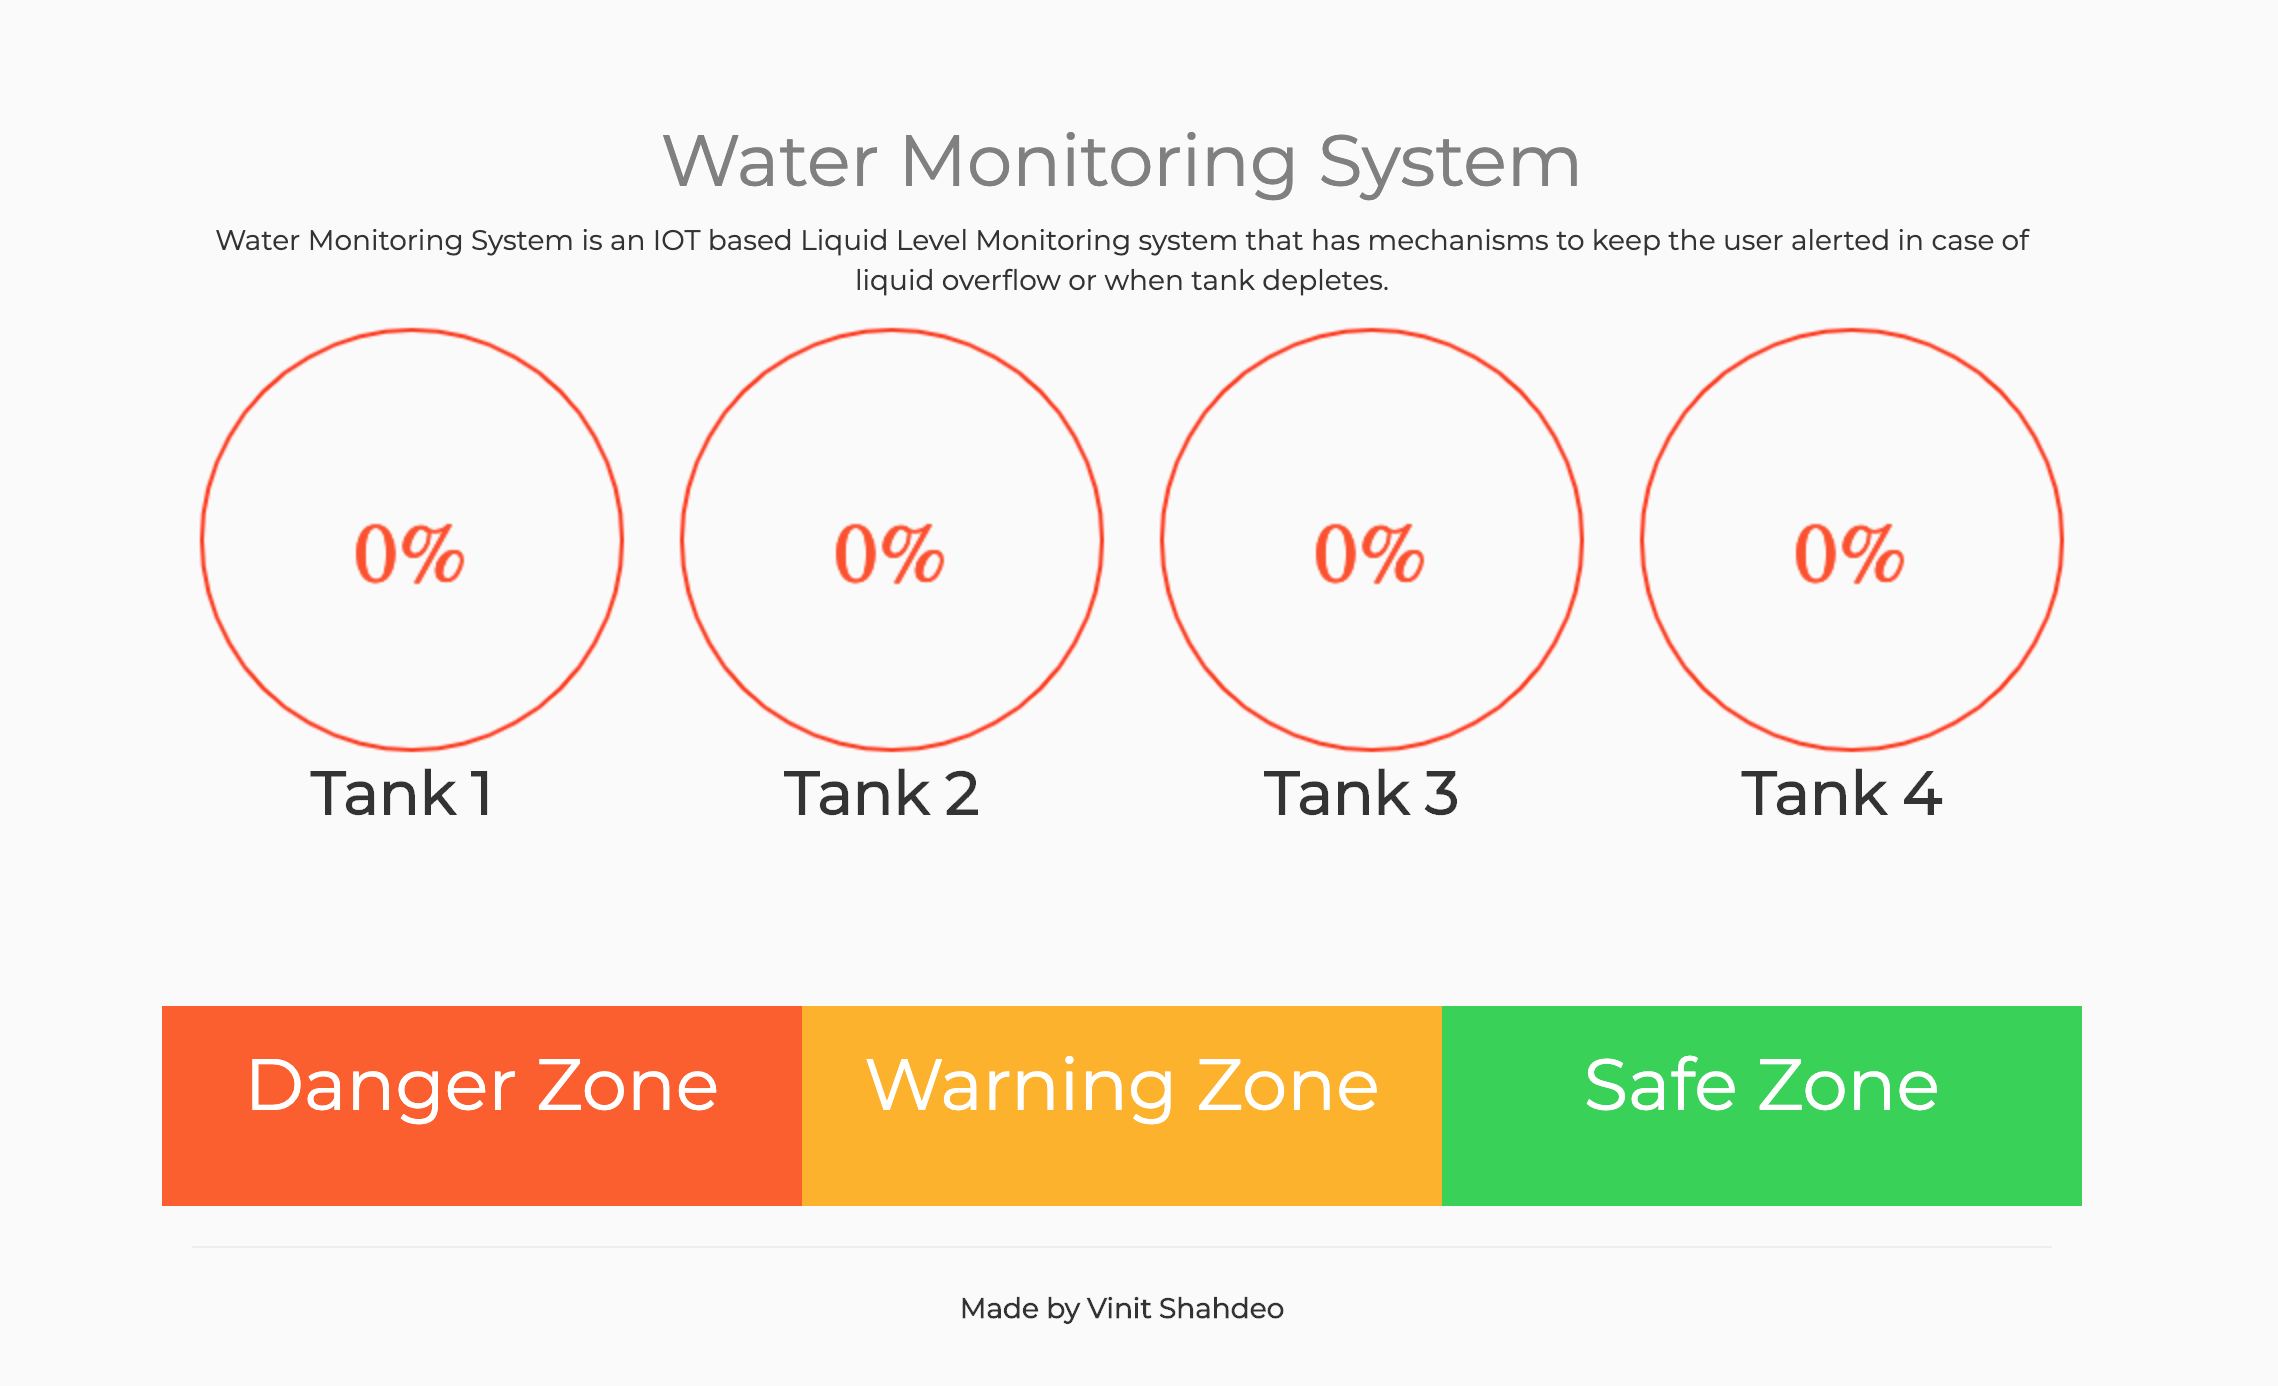 Water Monitoring System
Water Monitoring System is an IOT based Liquid Level Monitoring system that has mechanisms to keep the user alerted in case of
liquid overflow or when tank depletes.
0% 0% 0% 0%
Tank 1 Tank 2 Tank 3 Tank 4
Danger Zone Warning Zone Safe Zone
Made by Vinit Shahdeo